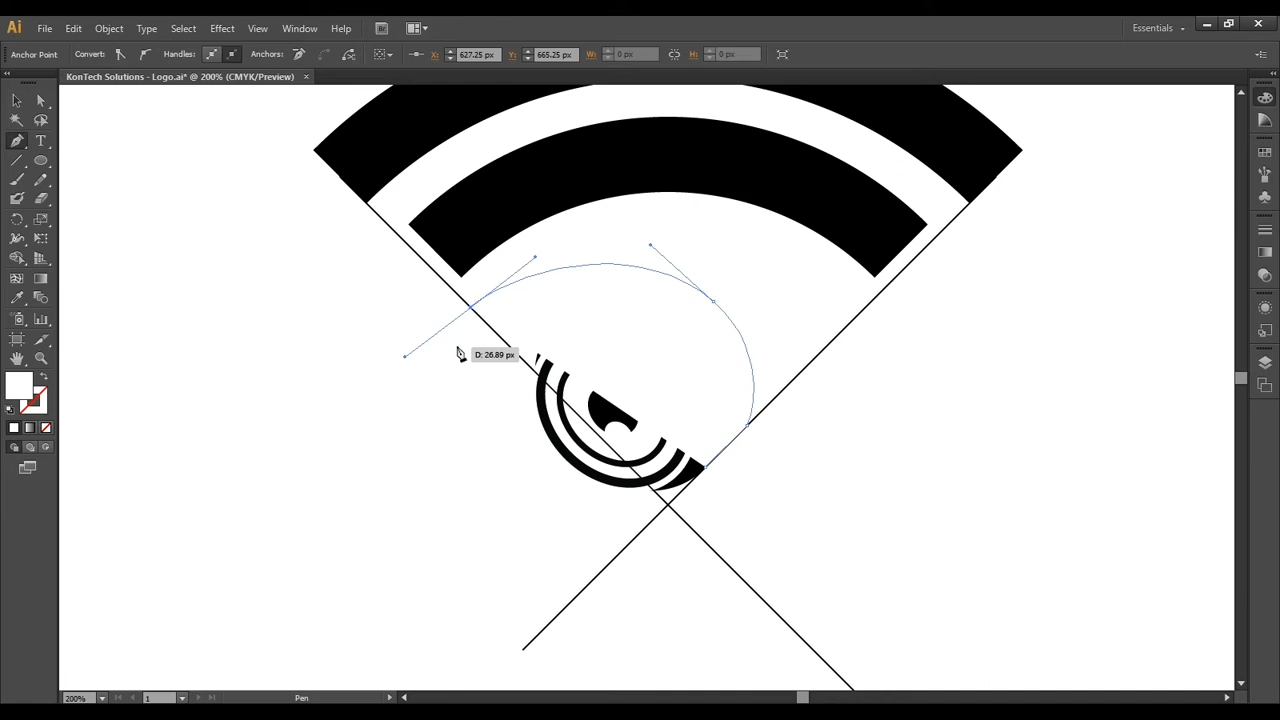 Ai File Edit Object Type Select Effect View Window Help Br Essentials
Anchor Point Convert: Handles: Anchors: X: 627.25 px Y: 665.25 px W: 0 px H: 0 px
KonTech Solutions - Logo.ai* @ 200% (CMYK/Preview) ×
T
D: 26.89 px
200% 1 Pen